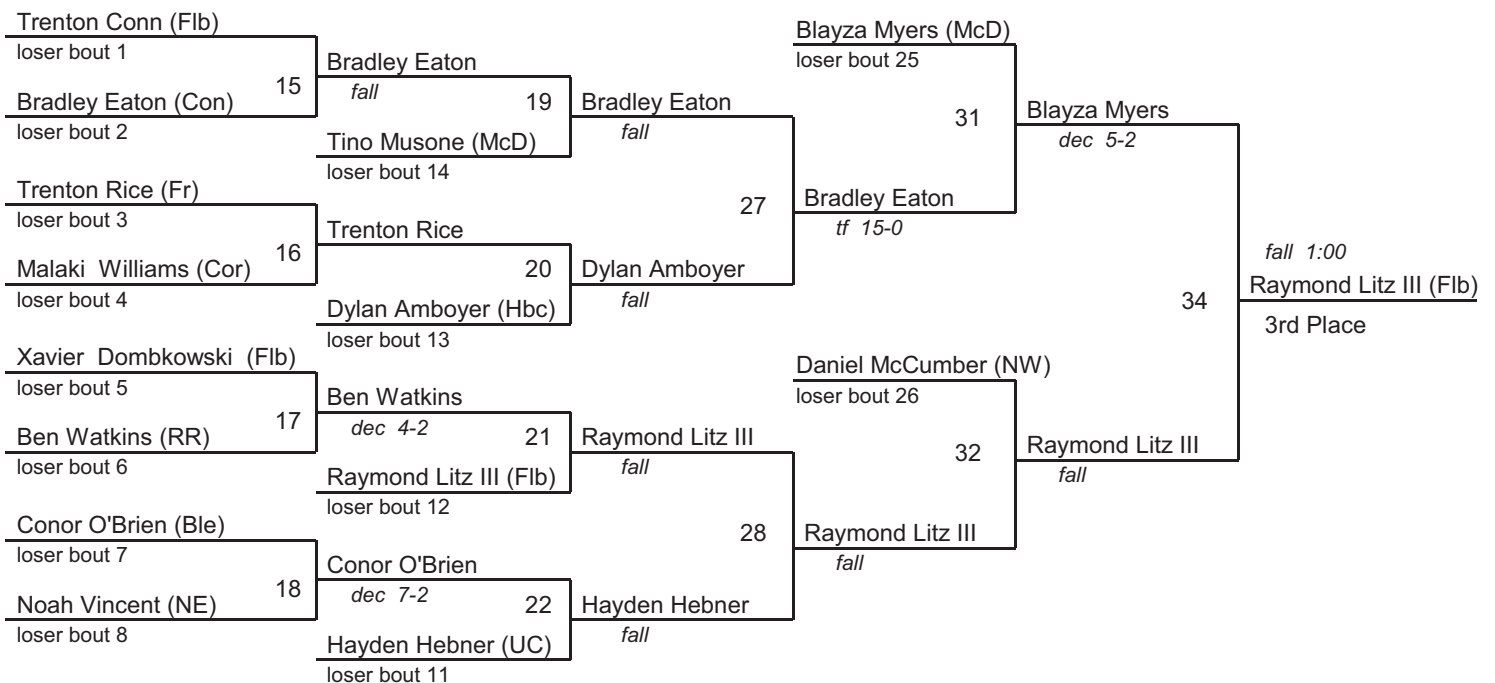 Trenton Conn (Flb)
loser bout 1
15
Bradley Eaton (Con)
loser bout 2
Trenton Rice (Fr)
loser bout 3
16
Malaki  Williams (Cor)
loser bout 4
Xavier  Dombkowski  (Flb)
loser bout 5
17
Ben Watkins (RR)
loser bout 6
Conor O'Brien (Ble)
loser bout 7
18
Noah Vincent (NE)
loser bout 8
Bradley Eaton
fall
19
Tino Musone (McD)
loser bout 14
Trenton Rice
20
Dylan Amboyer (Hbc)
loser bout 13
Ben Watkins
dec  4-2
21
Raymond Litz III (Flb)
loser bout 12
Conor O'Brien
dec  7-2
22
Hayden Hebner (UC)
loser bout 11
Bradley Eaton
fall
27
Dylan Amboyer
fall
Raymond Litz III
fall
28
Hayden Hebner
fall
Blayza Myers (McD)
loser bout 25
31
Bradley Eaton
tf  15-0
Daniel McCumber (NW)
loser bout 26
32
Raymond Litz III
fall
Blayza Myers
dec  5-2
34
Raymond Litz III
fall
fall  1:00
Raymond Litz III (Flb)
3rd Place